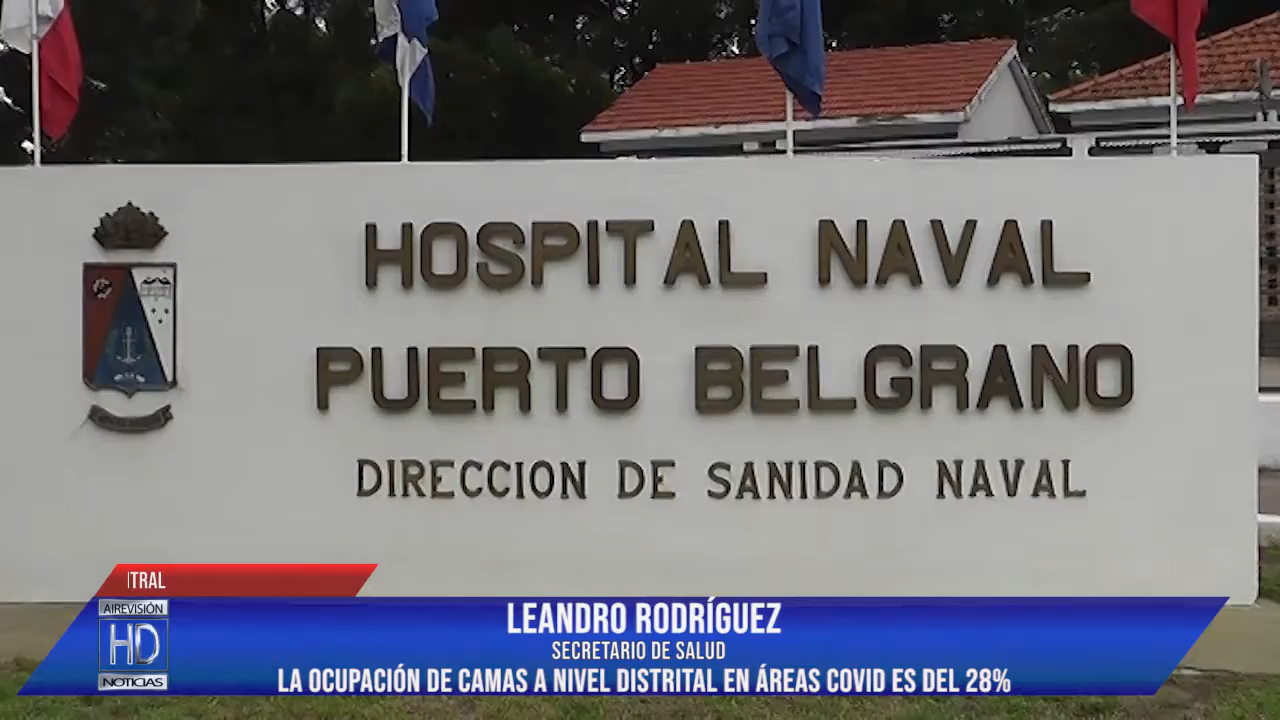 HOSPITAL NAVAL
PUERTO BELGRANO
DIRECCION DE SANIDAD NAVAL
AIREVISIÓN
HD
NOTICIAS
LEANDRO RODRÍGUEZ
SECRETARIO DE SALUD
LA OCUPACIÓN DE CAMAS A NIVEL DISTRITAL EN ÁREAS COVID ES DEL 28%